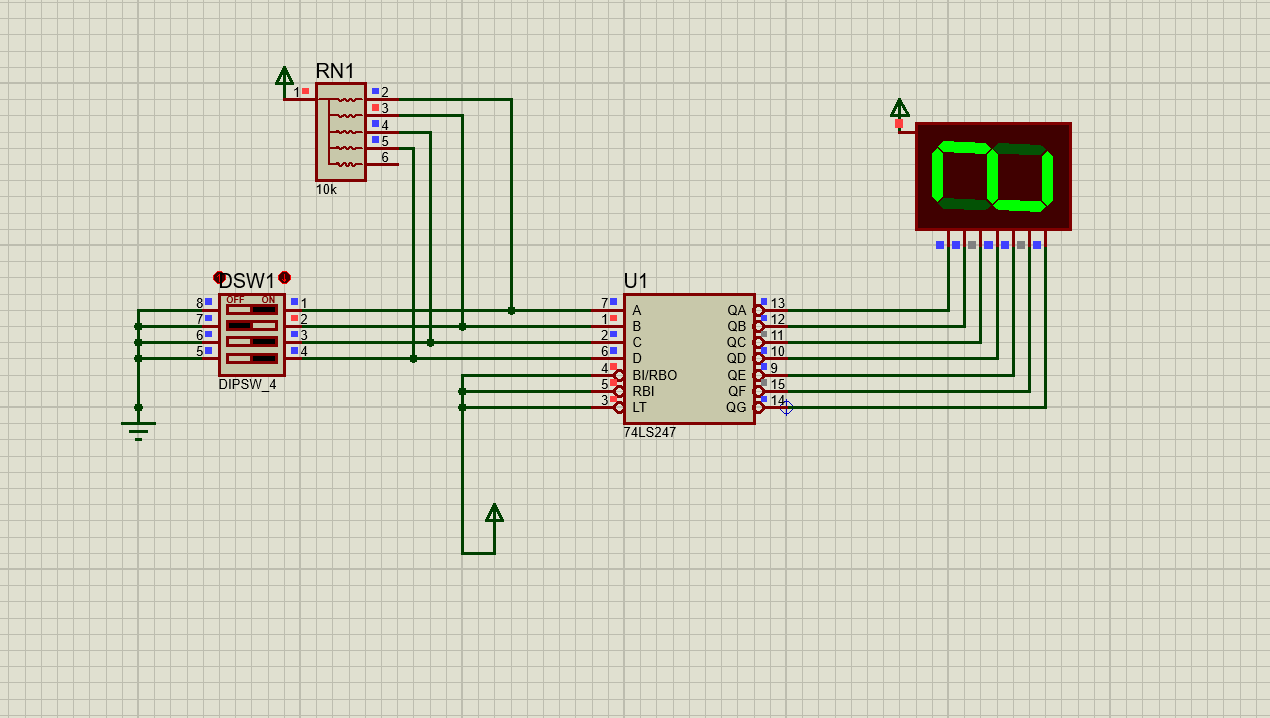 RN1
1
2
3
4
5
6
10k
DSW1
OFF ON
8 1
7 2
6 3
5 4
DIPSW_4
U1
7 A QA 13
1 B QB 12
2 C QC 11
6 D QD 10
4 BI/RBO QE 9
5 RBI QF 15
3 LT QG 14
74LS247